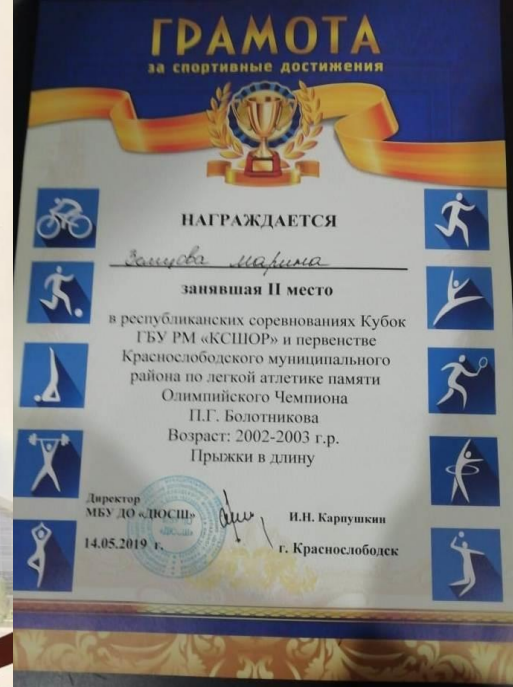 ГРАМОТА
за спортивные достижения
НАГРАЖДАЕТСЯ
Марина
занявшая II место
в республиканских соревнованиях Кубок
ГБУ РМ «КСШОР» и первенстве
Краснослободского муниципального
района по легкой атлетике памяти
Олимпийского Чемпиона
П.Г. Болотникова
Возраст: 2002-2003 г.р.
Прыжки в длину
Директор
МБУ ДО «ДЮСШ»
И.Н. Карпушкин
14.05.2019 г.
г. Краснослободск